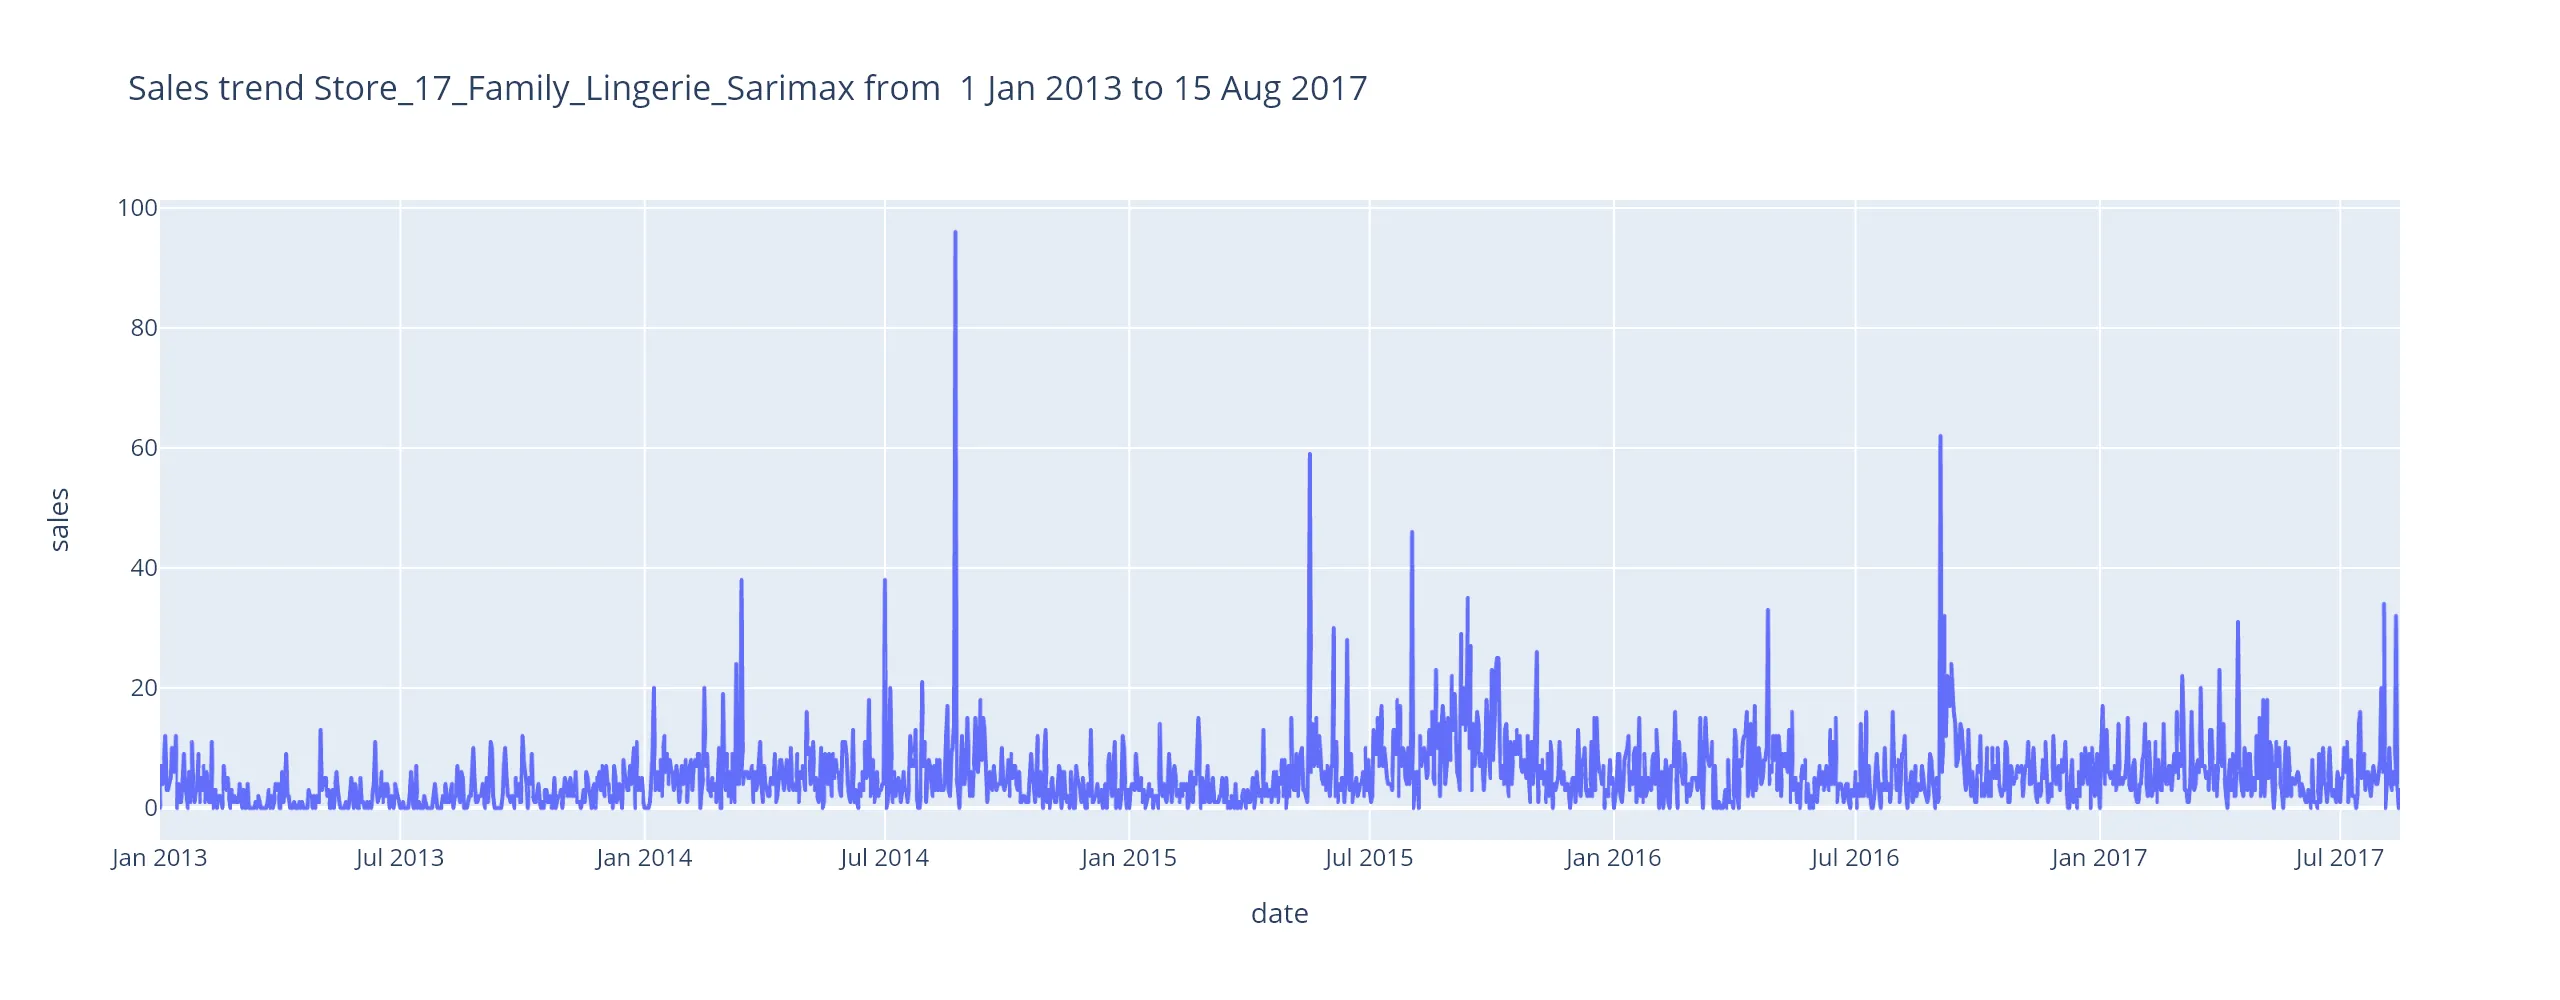 Sales trend Store_17_Family_Lingerie_Sarimax from  1 Jan 2013 to 15 Aug 2017
100
80
60
40
20
0
sales
Jan 2013 Jul 2013 Jan 2014 Jul 2014 Jan 2015 Jul 2015 Jan 2016 Jul 2016 Jan 2017 Jul 2017
date